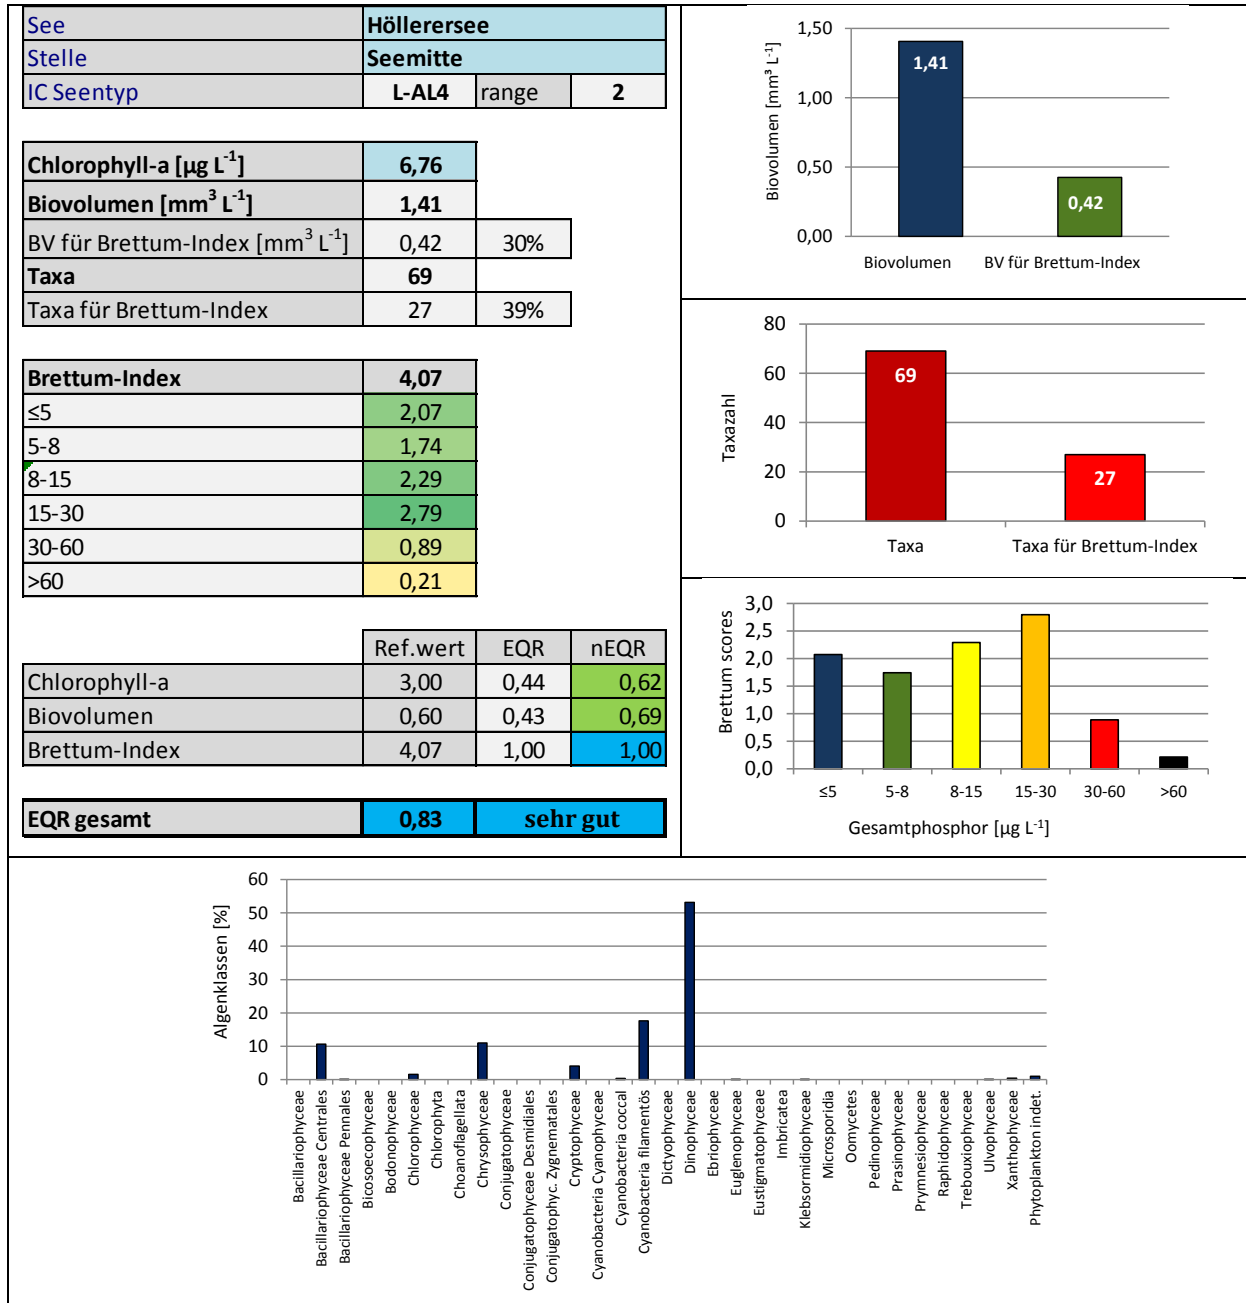 See Höllerersee
Stelle Seemitte
IC Seentyp L-AL4 range 2
Chlorophyll-a [µg L-1] 6,76
Biovolumen [mm3 L-1] 1,41
BV für Brettum-Index [mm3 L-1] 0,42 30%
Taxa 69
Taxa für Brettum-Index 27 39%
Brettum-Index 4,07
≤5 2,07
5-8 1,74
8-15 2,29
15-30 2,79
30-60 0,89
>60 0,21
Ref.wert EQR nEQR
Chlorophyll-a 3,00 0,44 0,62
Biovolumen 0,60 0,43 0,69
Brettum-Index 4,07 1,00 1,00
EQR gesamt 0,83 sehr gut
Biovolumen [mm³ L-1]
1,50
1,00
0,50
0,00
1,41
0,42
Biovolumen BV für Brettum-Index
Taxazahl
80
60
40
20
0
69
27
Taxa Taxa für Brettum-Index
Brettum scores
3,0
2,5
2,0
1,5
1,0
0,5
0,0
≤5 5-8 8-15 15-30 30-60 >60
Gesamtphosphor [µg L-1]
Algenklassen [%]
60
50
40
30
20
10
0
Bacillariophyceae
Bacillariophyceae Centrales
Bacillariophyceae Pennales
Bicosoecophyceae
Bodonophyceae
Chlorophyceae
Chlorophyta
Choanoflagellata
Chrysophyceae
Conjugatophyceae
Conjugatophyceae Desmidiales
Conjugatophyc. Zygnematales
Cryptophyceae
Cyanobacteria Cyanophyceae
Cyanobacteria coccal
Cyanobacteria filamentös
Dictyophyceae
Dinophyceae
Ebriophyceae
Euglenophyceae
Eustigmatophyceae
Imbricatea
Klebsormidiophyceae
Microsporidia
Oomycetes
Pedinophyceae
Prasinophyceae
Prymnesiophyceae
Raphidophyceae
Trebouxiophyceae
Ulvophyceae
Xanthophyceae
Phytoplankton indet.